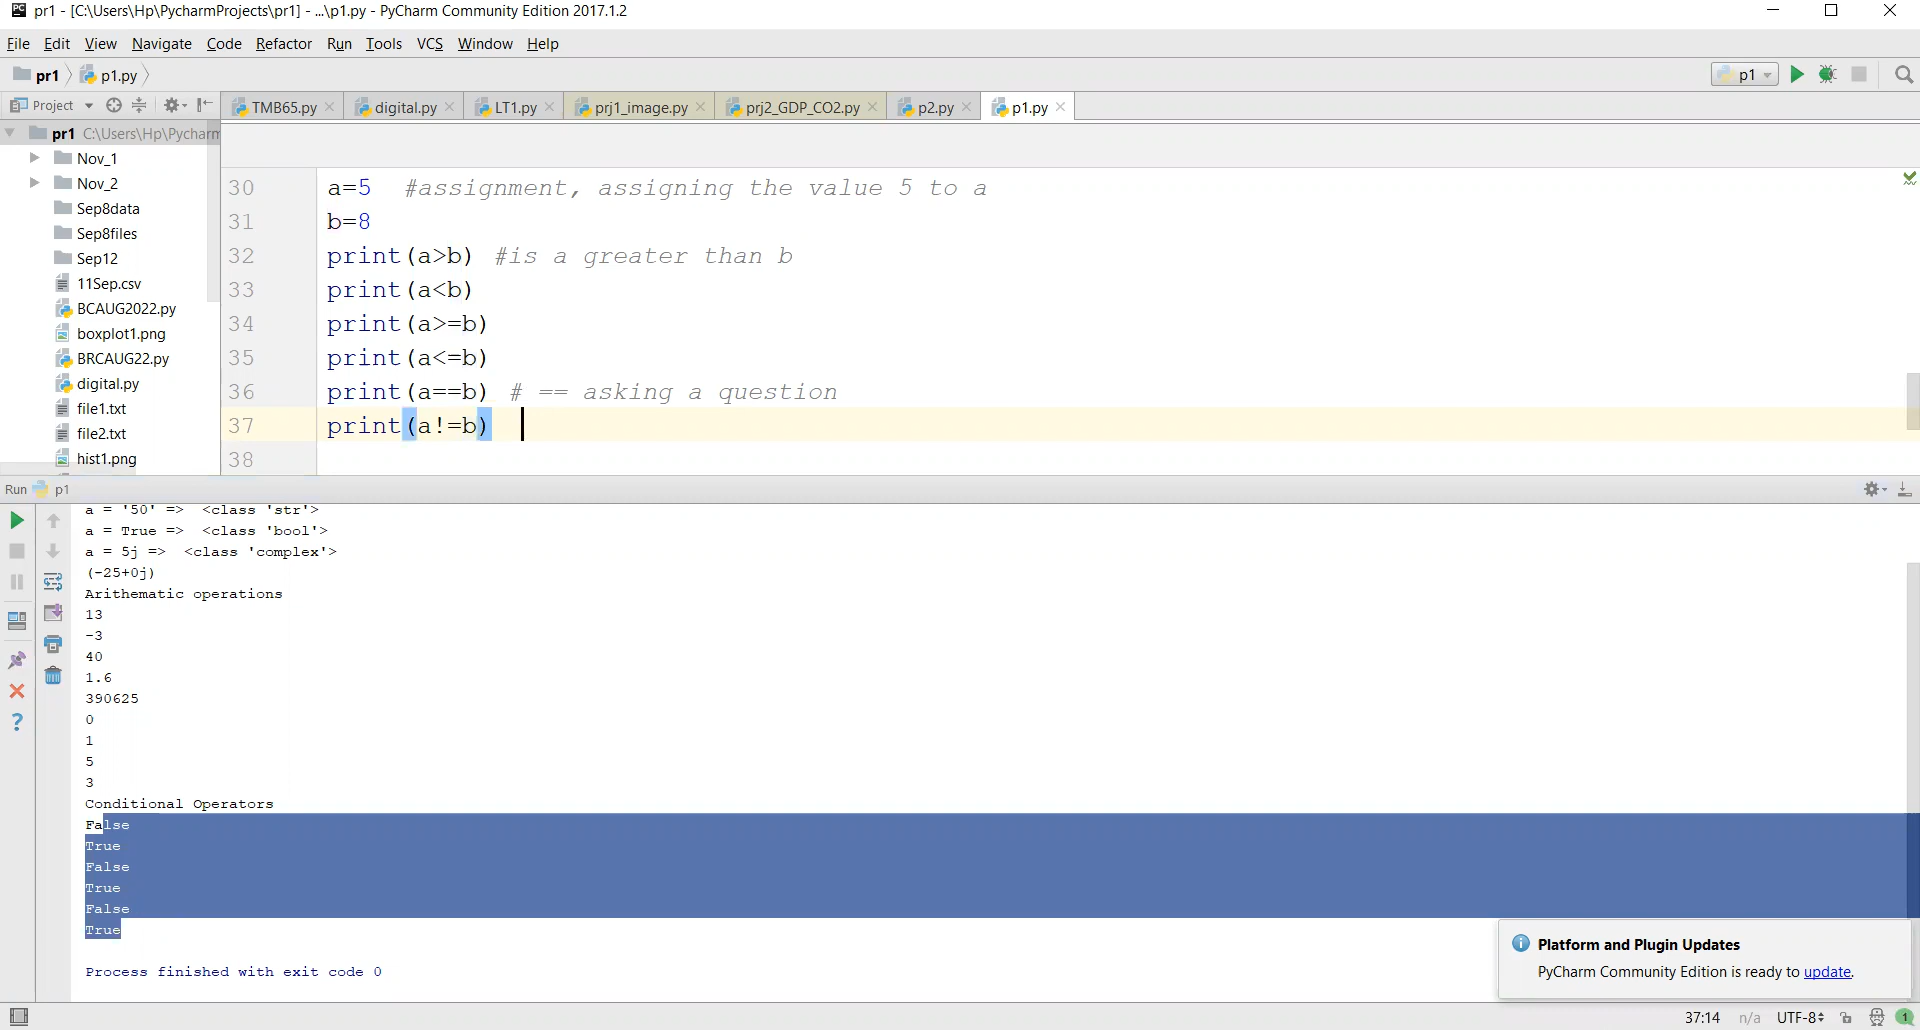 pr1 - [C:\Users\Hp\PycharmProjects\pr1] - ...\p1.py - PyCharm Community Edition 2017.1.2
File Edit View Navigate Code Refactor Run Tools VCS Window Help
pr1 p1.py p1
Project TMB65.py digital.py LT1.py prj1_image.py prj2_GDP_CO2.py p2.py p1.py
pr1 C:\Users\Hp\Pycharm
Nov_1
Nov_2
Sep8data
Sep8files
Sep12
11Sep.csv
BCAUG2022.py
boxplot1.png
BRCAUG22.py
digital.py
file1.txt
file2.txt
hist1.png
30 a=5 #assignment, assigning the value 5 to a
31 b=8
32 print(a>b) #is a greater than b
33 print(a<b)
34 print(a>=b)
35 print(a<=b)
36 print(a==b) # == asking a question
37 print(a!=b)
38
Run p1
a = '50' => <class 'str'>
a = True => <class 'bool'>
a = 5j => <class 'complex'>
(-25+0j)
Arithematic operations
13
-3
40
1.6
390625
0
1
5
3
Conditional Operators
False
True
False
True
False
True
Process finished with exit code 0
Platform and Plugin Updates
PyCharm Community Edition is ready to update.
37:14 n/a UTF-8 1